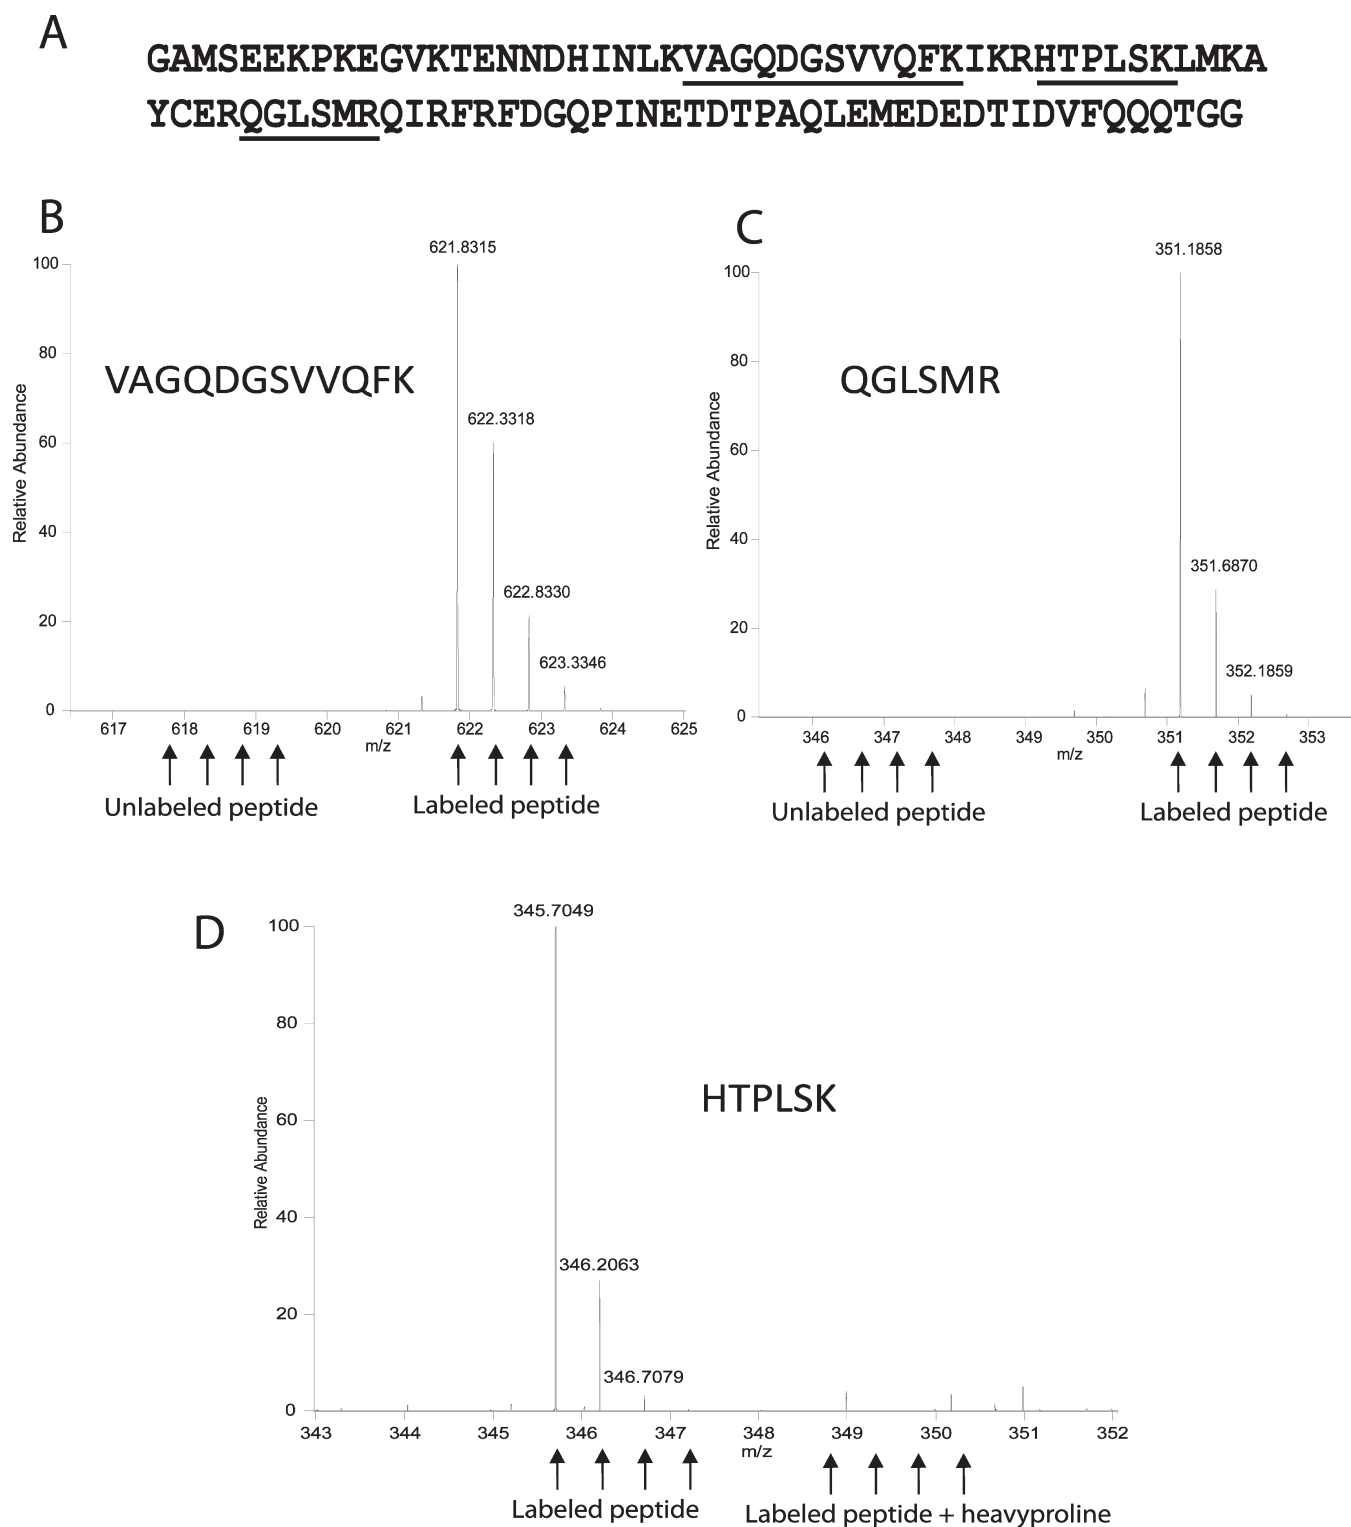 A
GAMSEEKPKEGVKTENNDHINLKVAGQDGSVVQFKIKRHTPLSKLMKA
YCERQGLSMRQIRFRFDGQPINETDTPAQLEMEDEDTIDVFQQQTGG
B
621.8315
100
622.3318
80
VAGQDGSVVQFK
60
622.8330
40
623.3346
20
0
Relative Abundance
617 618 619 620 621 622 623 624 625
m/z
Unlabeled peptide
Labeled peptide
C
351.1858
100
80
QGLSMR
60
351.6870
40
352.1859
20
0
Relative Abundance
346 347 348 349 350 351 352 353
m/z
Unlabeled peptide
Labeled peptide
D
345.7049
100
80
HTPLSK
60
40
346.2063
20
346.7079
0
Relative Abundance
343 344 345 346 347 348 349 350 351 352
m/z
Labeled peptide
Labeled peptide + heavyproline